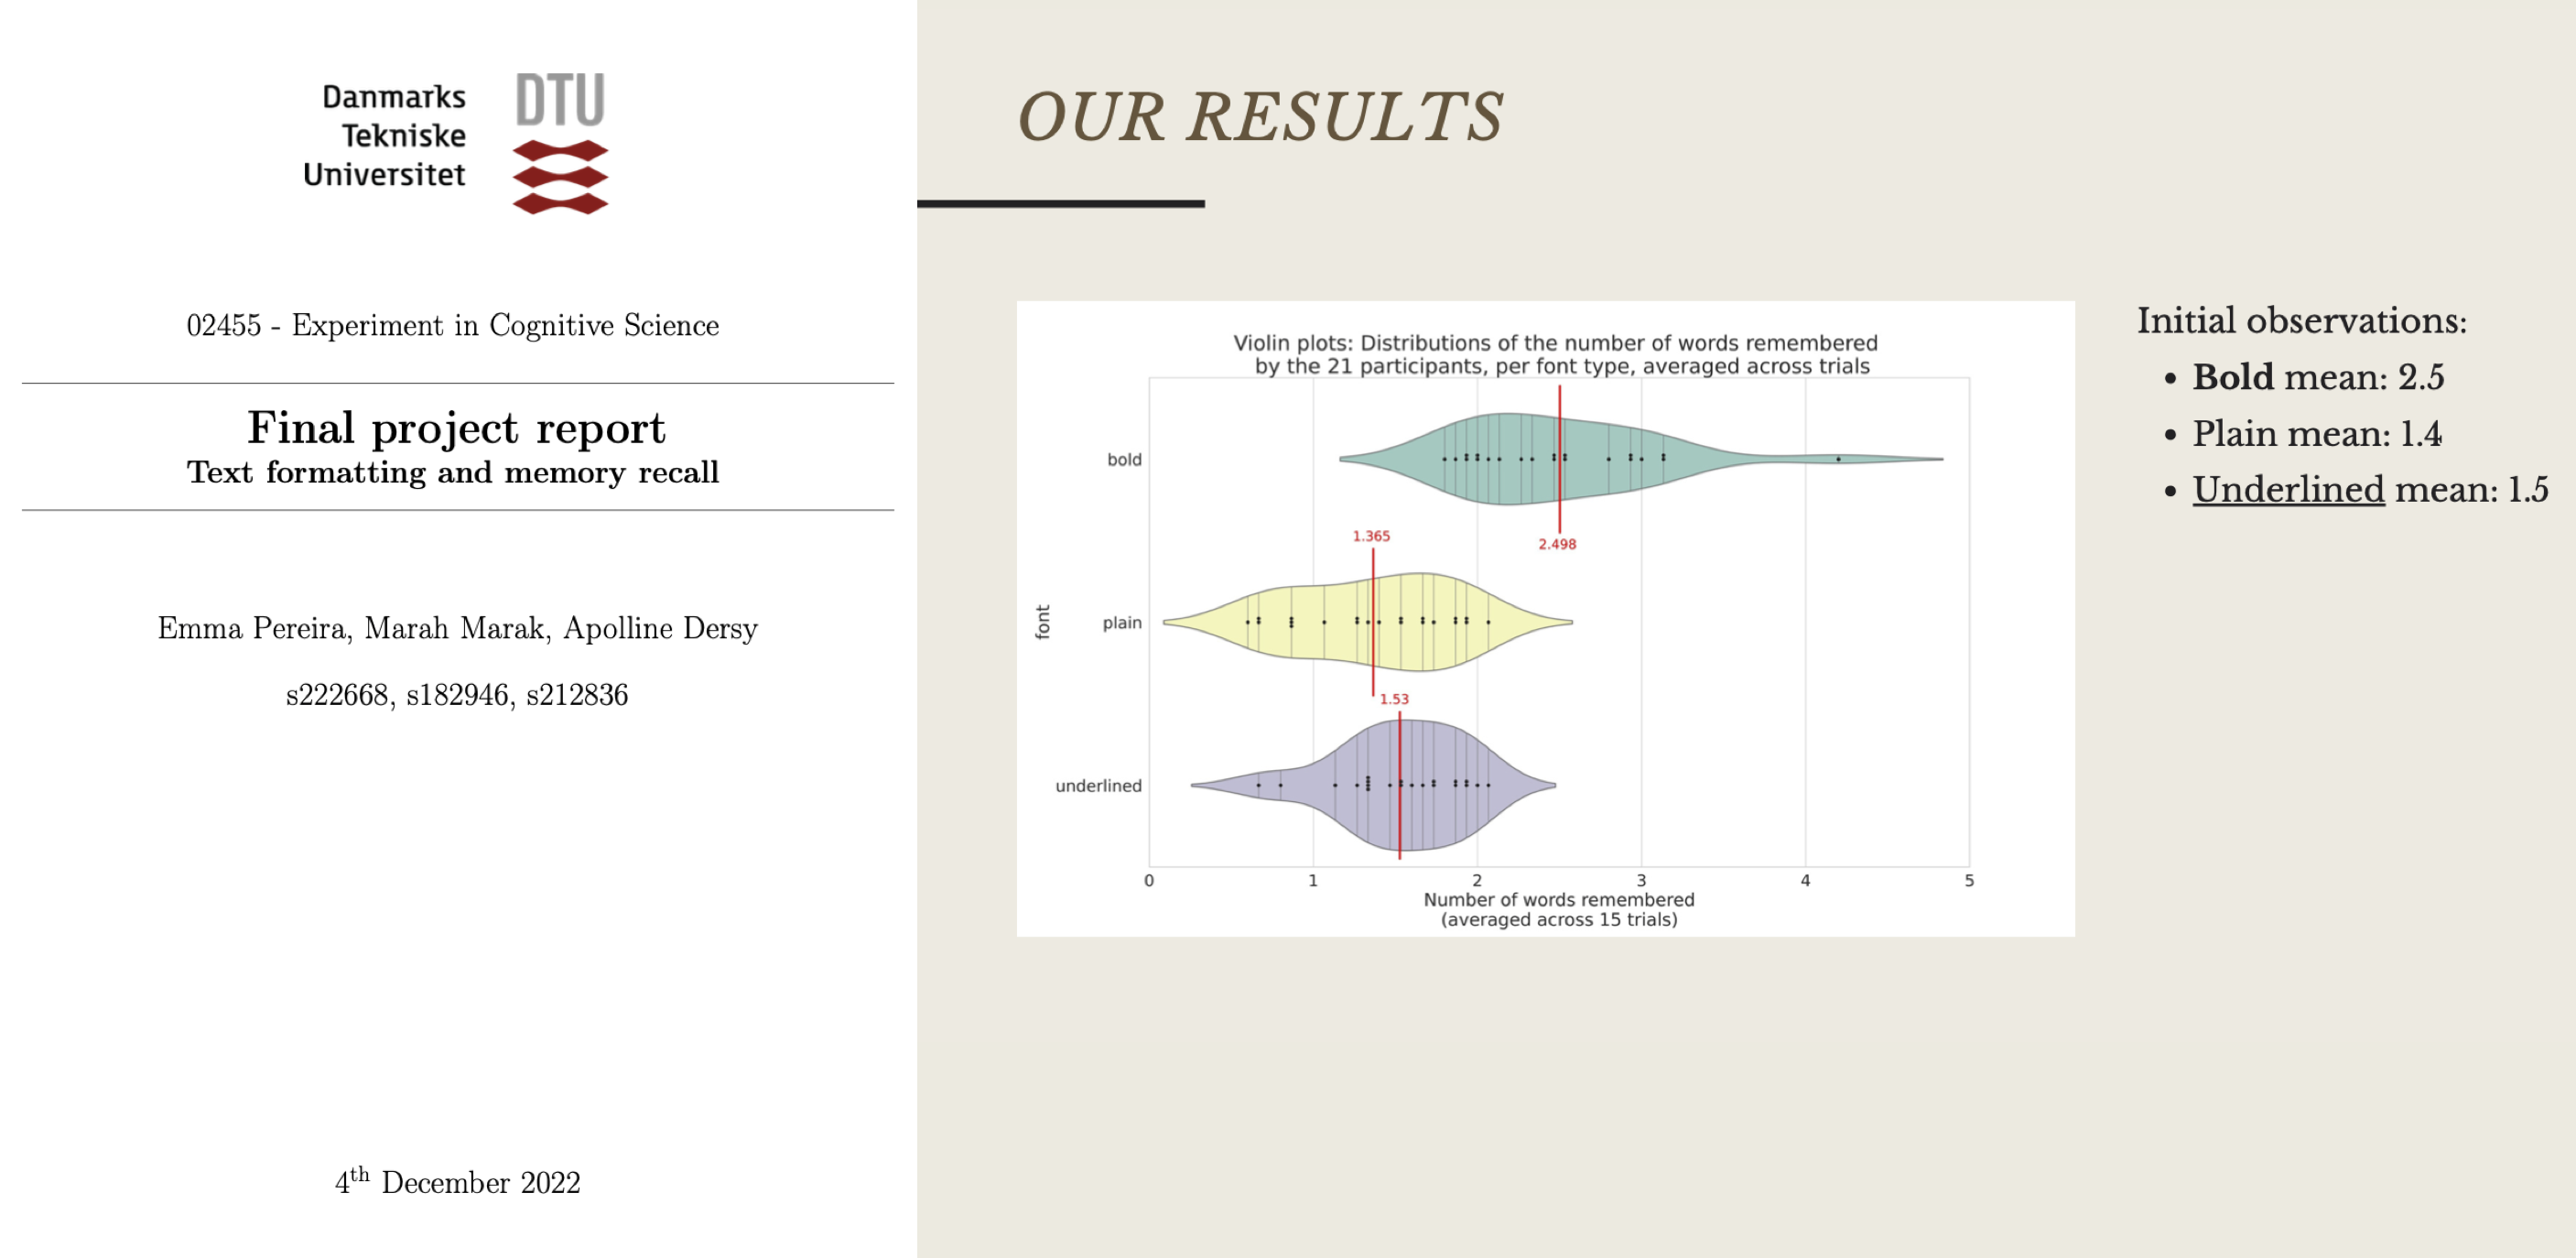 Danmarks
Tekniske
Universitet
DTU
02455 - Experiment in Cognitive Science
Final project report
Text formatting and memory recall
Emma Pereira, Marah Marak, Apolline Dersy
s222668, s182946, s212836
4th December 2022
OUR RESULTS
Violin plots: Distributions of the number of words remembered
by the 21 participants, per font type, averaged across trials
bold
2.498
1.365
font
plain
1.53
underlined
0 1 2 3 4 5
Number of words remembered
(averaged across 15 trials)
Initial observations:
• Bold mean: 2.5
• Plain mean: 1.4
• Underlined mean: 1.5